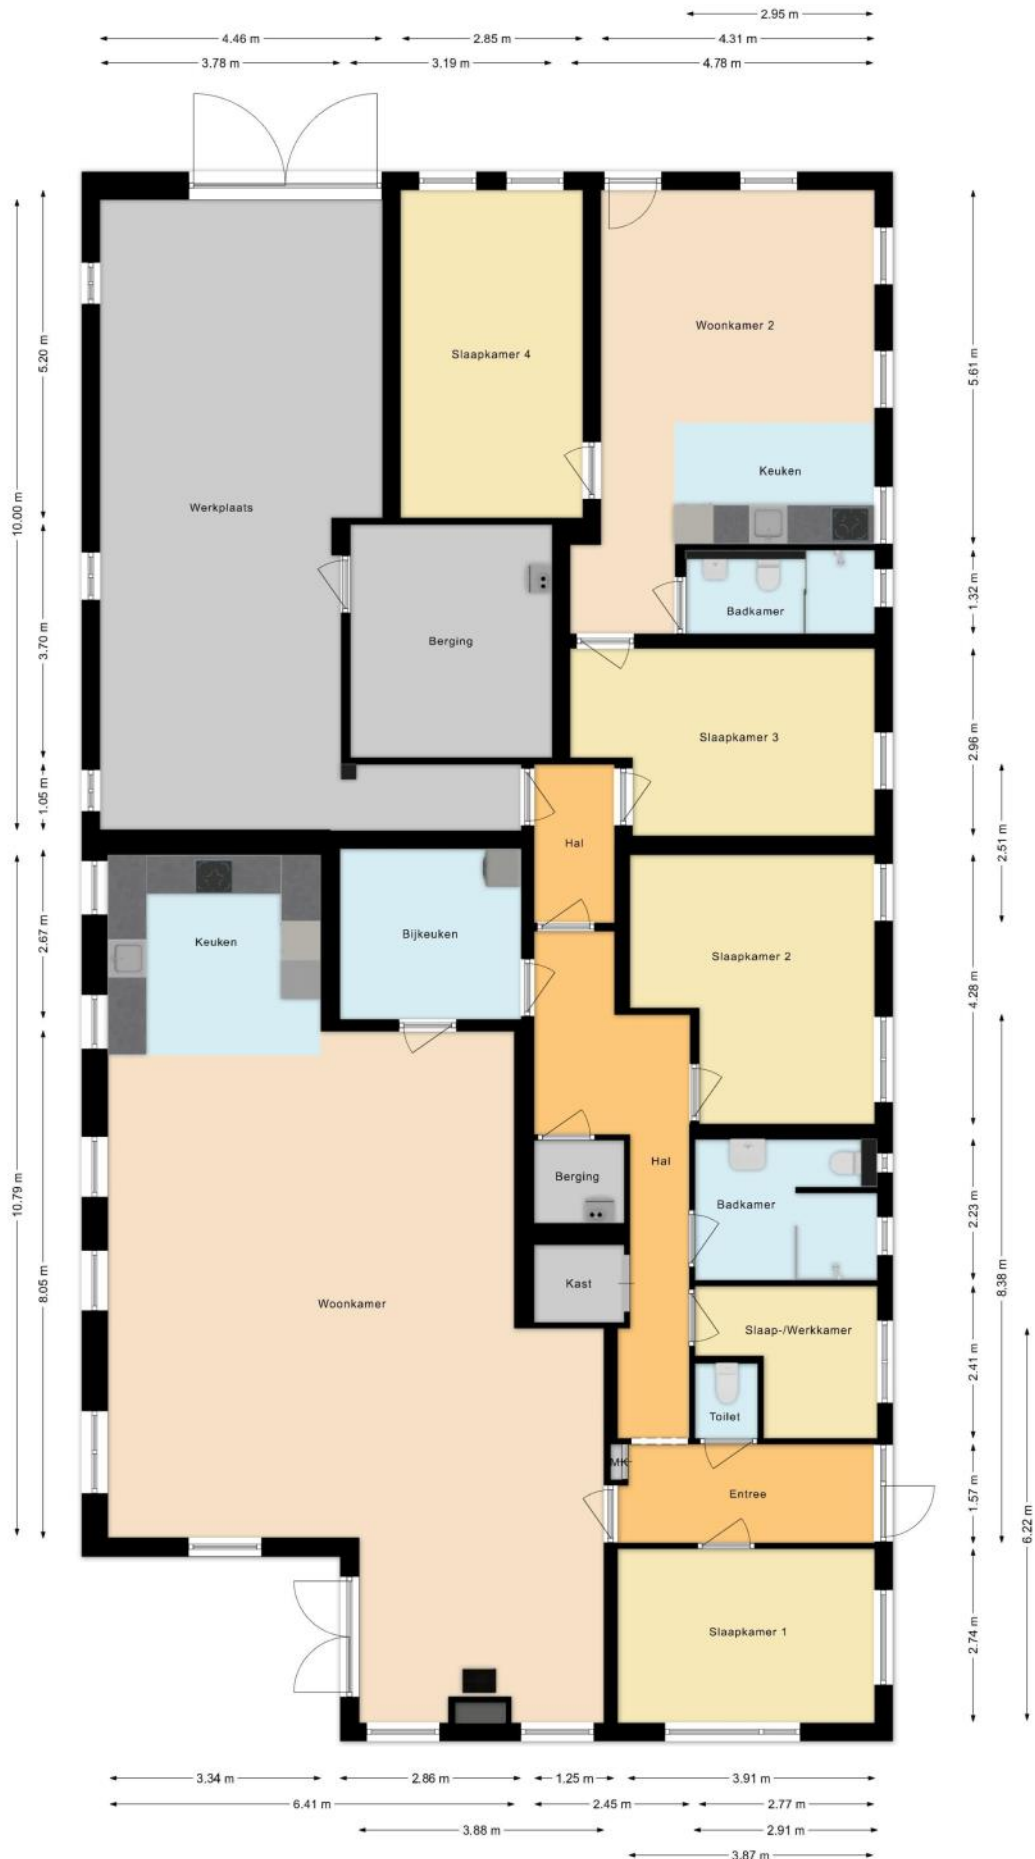 2.95 m
4.46 m
2.85 m
4.31 m
3.78 m
3.19 m
4.78 m
10.00 m
5.20 m
3.70 m
1.05 m
10.79 m
2.67 m
8.05 m
Woonkamer 2
Slaapkamer 4
Keuken
Werkplaats
Badkamer
Berging
Slaapkamer 3
Hal
Bijkeuken
Keuken
Slaapkamer 2
Hal
Berging
Badkamer
Kast
Woonkamer
Slaap-/Werkkamer
Toilet
MK
Entree
Slaapkamer 1
5.61 m
1.32 m
2.96 m
2.51 m
4.28 m
2.23 m
8.38 m
2.41 m
1.57 m
6.22 m
2.74 m
3.34 m
2.86 m
1.25 m
3.91 m
6.41 m
2.45 m
2.77 m
3.88 m
2.91 m
3.87 m